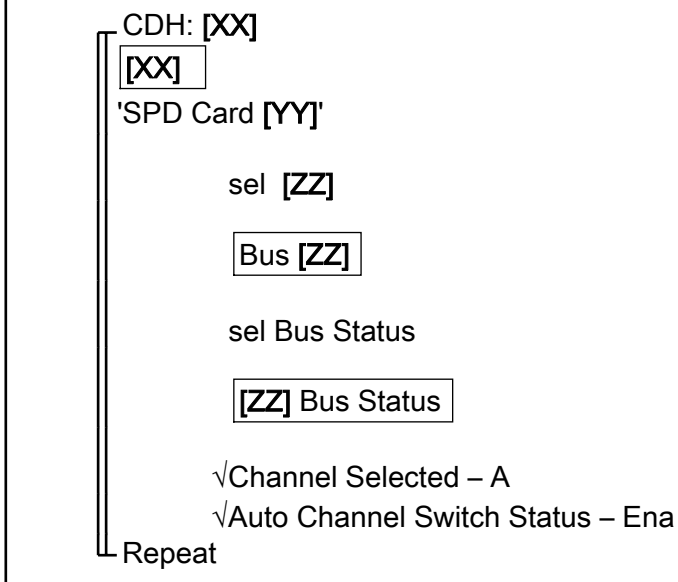 CDH: [XX]
[XX]
'SPD Card [YY]'
sel [ZZ]
Bus [ZZ]
sel Bus Status
[ZZ] Bus Status
√Channel Selected – A
√Auto Channel Switch Status – Ena
Repeat